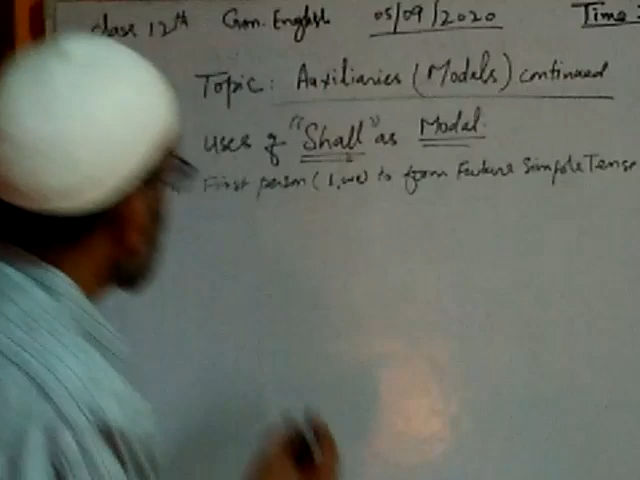 class 12th Gen. English 05/09/2020 Time:
Topic: Auxiliaries (Modals) continued
uses of "Shall" as Modal.
First person (I, we) to form Future Simple Tense